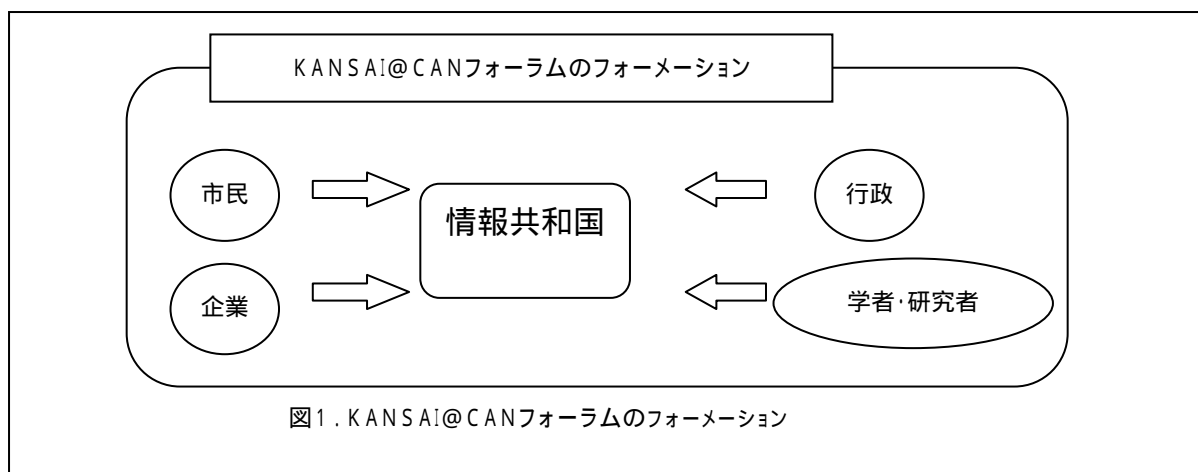 KANSAI@CANフォーラムのフォーメーション
市民
行政
情報共和国
企業
学者・研究者
図1.KANSAI@CANフォーラムのフォーメーション